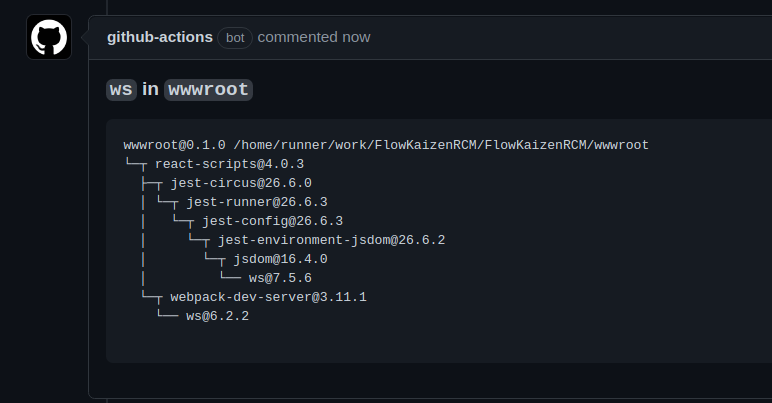 github-actions bot commented now
ws in wwwroot
wwwroot@0.1.0 /home/runner/work/FlowKaizenRCM/FlowKaizenRCM/wwwroot
└─┬ react-scripts@4.0.3
  ├─┬ jest-circus@26.6.0
  │ └─┬ jest-runner@26.6.3
  │   └─┬ jest-config@26.6.3
  │     └─┬ jest-environment-jsdom@26.6.2
  │       └─┬ jsdom@16.4.0
  │         └── ws@7.5.6
  └─┬ webpack-dev-server@3.11.1
    └── ws@6.2.2